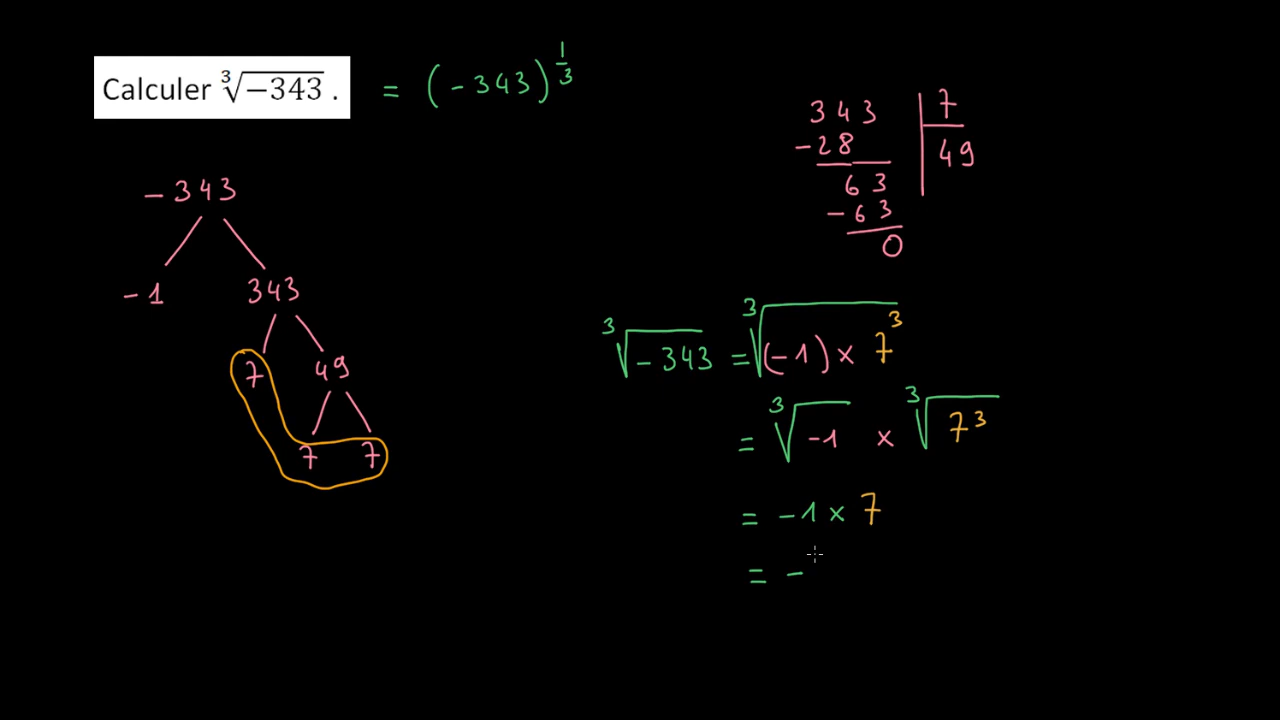 Calculer ∛−343 . = (-343)^1/3
343 | 7
-28 | 49
63
-63
0
-343
-1 343
7 49
7 7
∛-343 = ∛(-1) × 7³
= ∛-1 × ∛7³
= -1 × 7
= -